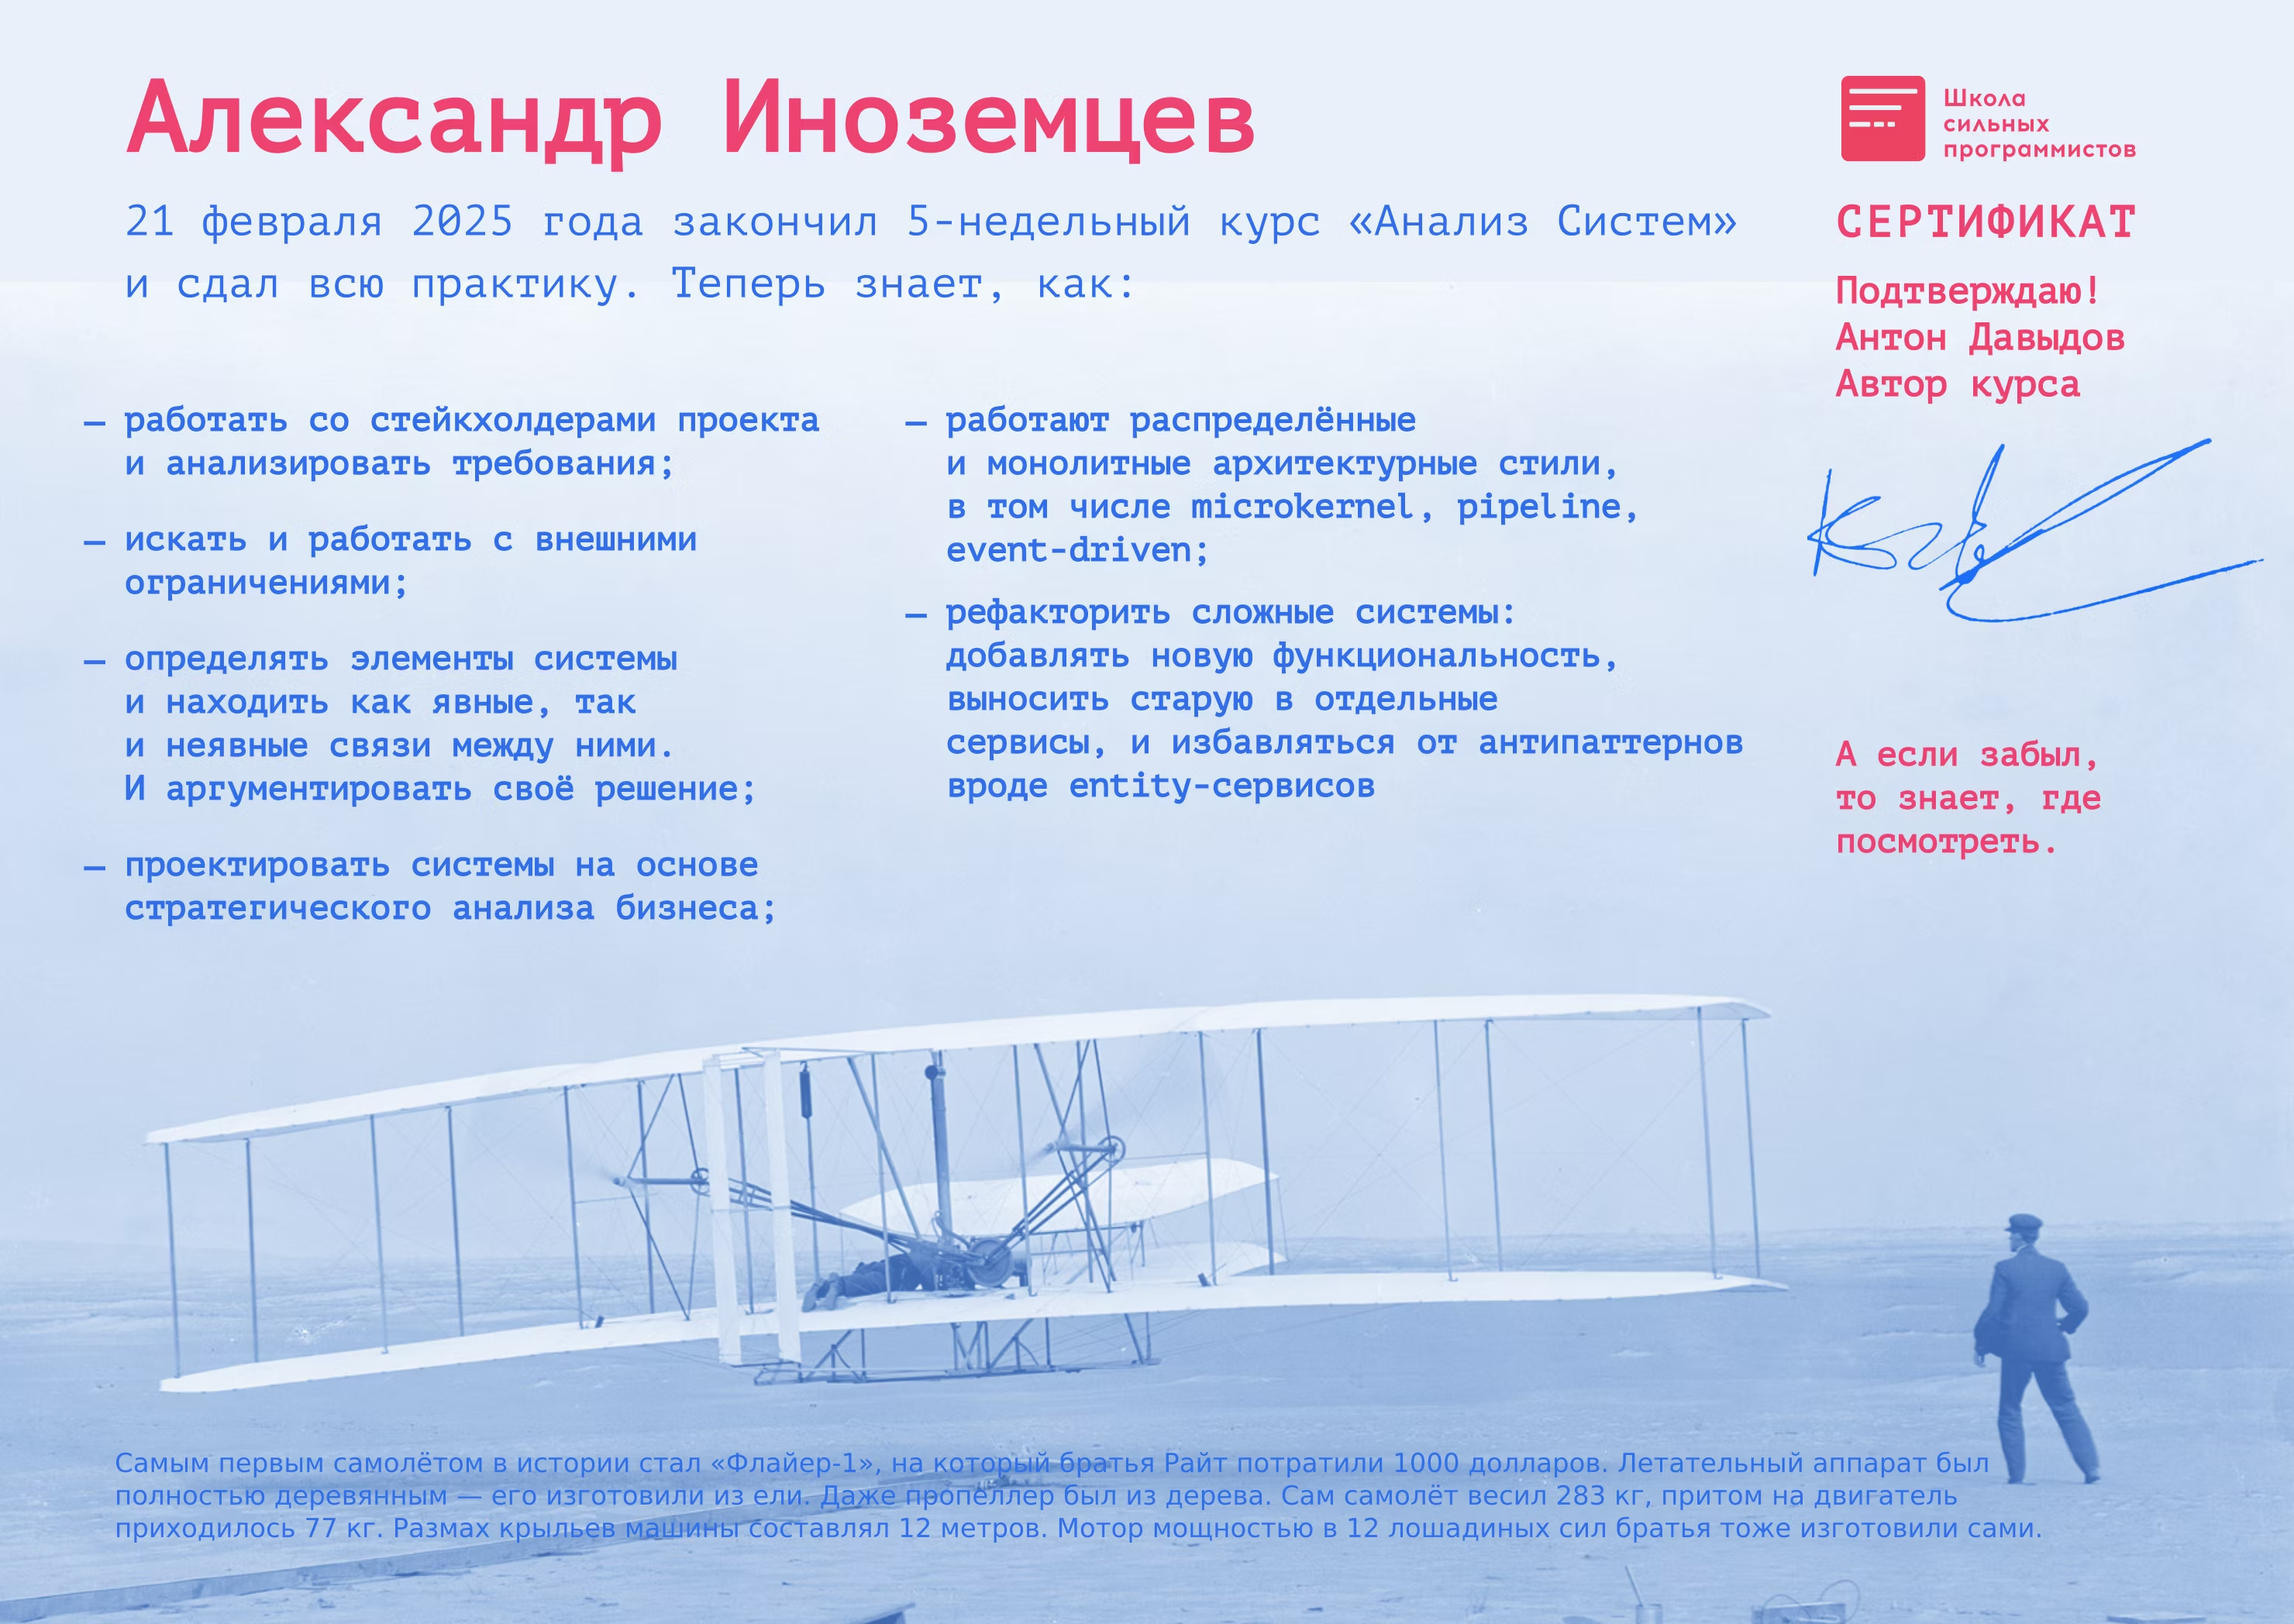 Александр Иноземцев
21 февраля 2025 года закончил 5-недельный курс «Анализ Систем»
и сдал всю практику. Теперь знает, как:
— работать со стейкхолдерами проекта
и анализировать требования;
— искать и работать с внешними
ограничениями;
— определять элементы системы
и находить как явные, так
и неявные связи между ними.
И аргументировать своё решение;
— проектировать системы на основе
стратегического анализа бизнеса;
— работают распределённые
и монолитные архитектурные стили,
в том числе microkernel, pipeline,
event-driven;
— рефакторить сложные системы:
добавлять новую функциональность,
выносить старую в отдельные
сервисы, и избавляться от антипаттернов
вроде entity-сервисов
Школа
сильных
программистов
СЕРТИФИКАТ
Подтверждаю!
Антон Давыдов
Автор курса
А если забыл,
то знает, где
посмотреть.
Самым первым самолётом в истории стал «Флайер-1», на который братья Райт потратили 1000 долларов. Летательный аппарат был
полностью деревянным — его изготовили из ели. Даже пропеллер был из дерева. Сам самолёт весил 283 кг, притом на двигатель
приходилось 77 кг. Размах крыльев машины составлял 12 метров. Мотор мощностью в 12 лошадиных сил братья тоже изготовили сами.